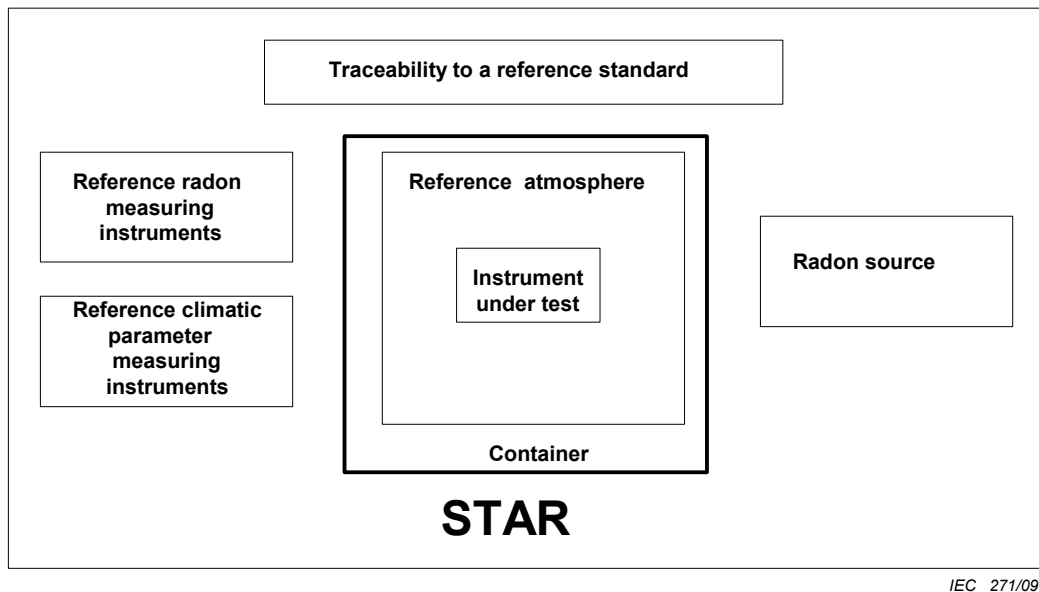 Traceability to a reference standard
Reference radon
measuring
instruments
Reference climatic
parameter
measuring
instruments
Reference atmosphere
Instrument
under test
Container
Radon source
STAR
IEC 271/09